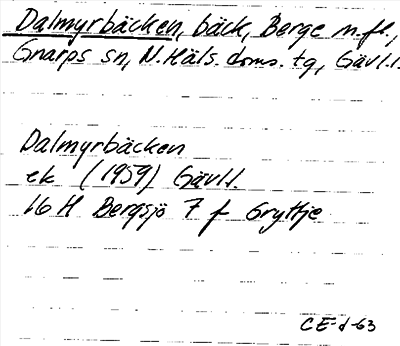 Dalmyrbäcken, bäck, Berge m.fl.,
Gnarps sn, N. Häls. doms. tg, Gävl.l.
Dalmyrbäcken
ek (1959) Gävl.l.
16 H Bergsjö 7 f Gryttje
CE-d-63